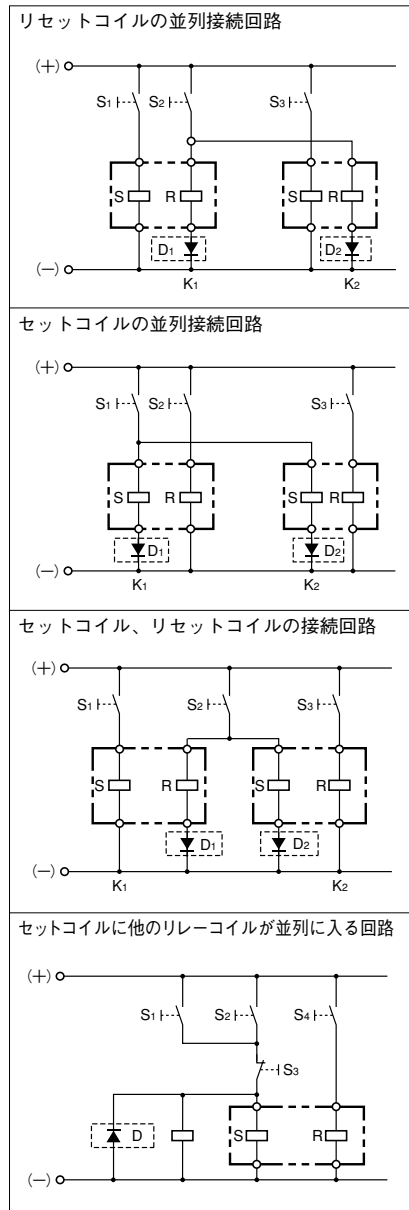 リセットコイルの並列接続回路
(＋)
S1 S2 S3
S R S R
D1 D2
(－)
K1 K2
セットコイルの並列接続回路
(＋)
S1 S2 S3
S R S R
D1 D2
(－)
K1 K2
セットコイル、リセットコイルの接続回路
(＋)
S1 S2 S3
S R S R
D1 D2
(－)
K1 K2
セットコイルに他のリレーコイルが並列に入る回路
(＋)
S1 S2 S4
S3
D S R
(－)